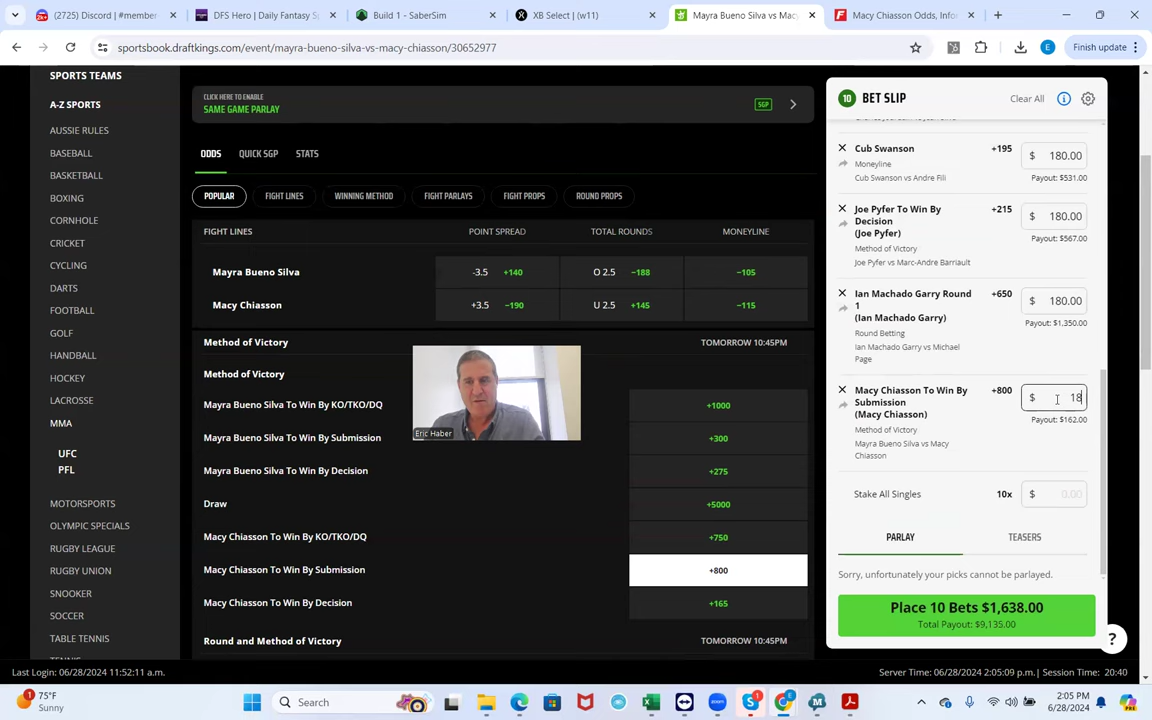 (2725) Discord | #member
DFS Hero | Daily Fantasy S
Build 1 - SaberSim
XB Select | (w11)
Mayra Bueno Silva vs Macy
Macy Chiasson Odds, Info
sportsbook.draftkings.com/event/mayra-bueno-silva-vs-macy-chiasson/30652977
Finish update
SPORTS TEAMS
A-Z SPORTS
AUSSIE RULES
BASEBALL
BASKETBALL
BOXING
CORNHOLE
CRICKET
CYCLING
DARTS
FOOTBALL
GOLF
HANDBALL
HOCKEY
LACROSSE
MMA
UFC
PFL
MOTORSPORTS
OLYMPIC SPECIALS
RUGBY LEAGUE
RUGBY UNION
SNOOKER
SOCCER
TABLE TENNIS
CLICK HERE TO ENABLE
SAME GAME PARLAY
SGP
ODDS QUICK SGP STATS
POPULAR FIGHT LINES WINNING METHOD FIGHT PARLAYS FIGHT PROPS ROUND PROPS
FIGHT LINES POINT SPREAD TOTAL ROUNDS MONEYLINE
Mayra Bueno Silva -3.5 +140 O 2.5 −188 −105
Macy Chiasson +3.5 −190 U 2.5 +145 −115
Method of Victory TOMORROW 10:45PM
Method of Victory
Mayra Bueno Silva To Win By KO/TKO/DQ +1000
Mayra Bueno Silva To Win By Submission +300
Mayra Bueno Silva To Win By Decision +275
Draw +5000
Macy Chiasson To Win By KO/TKO/DQ +750
Macy Chiasson To Win By Submission +800
Macy Chiasson To Win By Decision +165
Round and Method of Victory TOMORROW 10:45PM
Eric Haber
10 BET SLIP Clear All
Cub Swanson +195 $ 180.00
Moneyline
Cub Swanson vs Andre Fili Payout: $531.00
Joe Pyfer To Win By +215 $ 180.00
Decision
(Joe Pyfer) Payout: $567.00
Method of Victory
Joe Pyfer vs Marc-Andre Barriault
Ian Machado Garry Round +650 $ 180.00
1
(Ian Machado Garry) Payout: $1,350.00
Round Betting
Ian Machado Garry vs Michael
Page
Macy Chiasson To Win By +800 $ 18
Submission
(Macy Chiasson) Payout: $162.00
Method of Victory
Mayra Bueno Silva vs Macy
Chiasson
Stake All Singles 10x $ 0.00
PARLAY TEASERS
Sorry, unfortunately your picks cannot be parlayed.
Place 10 Bets $1,638.00
Total Payout: $9,135.00
?
Last Login: 06/28/2024 11:52:11 a.m. Server Time: 06/28/2024 2:05:09 p.m. | Session Time: 20:40
75°F
Sunny
Search
2:05 PM
6/28/2024